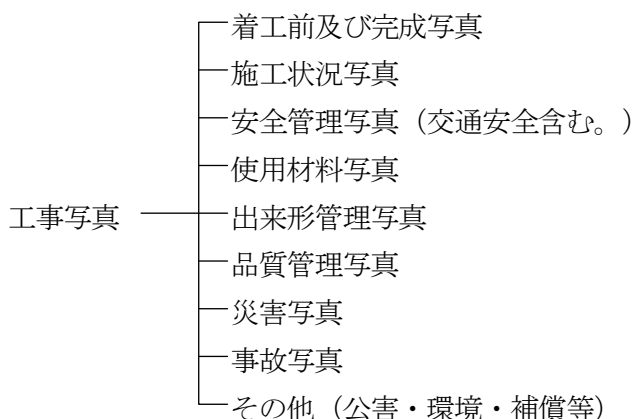 工事写真
着工前及び完成写真
施工状況写真
安全管理写真（交通安全含む。）
使用材料写真
出来形管理写真
品質管理写真
災害写真
事故写真
その他（公害・環境・補償等）